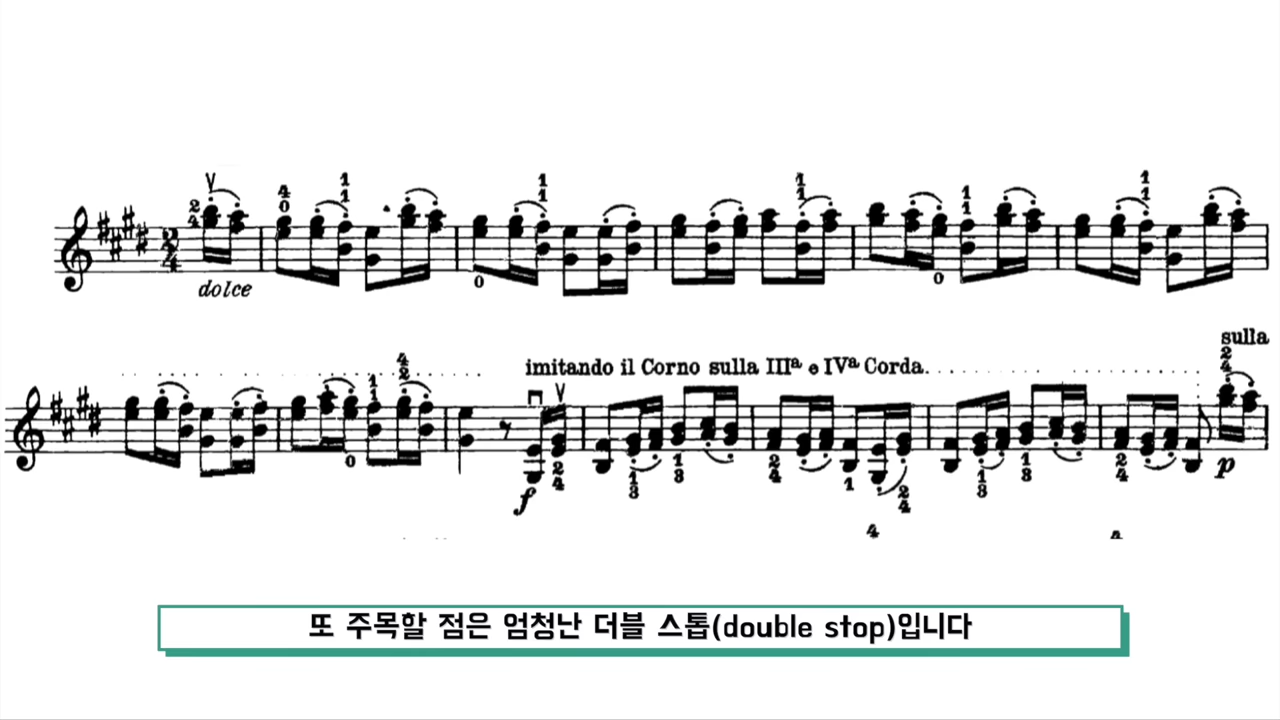 dolce
sulla
imitando il Corno sulla IIIª e IVª Corda
f
p
또 주목할 점은 엄청난 더블 스톱(double stop)입니다